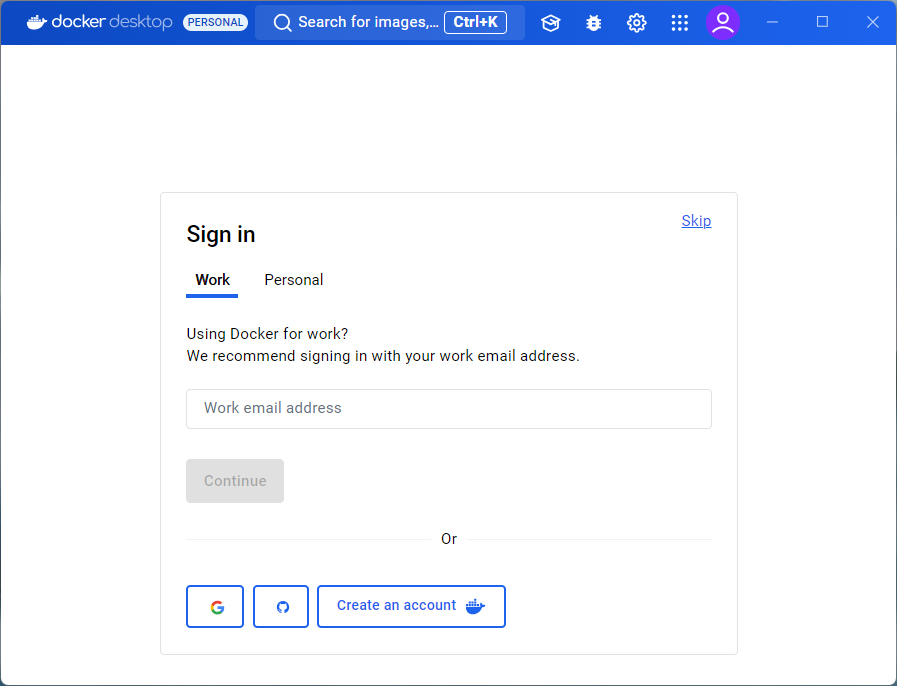 docker desktop PERSONAL Search for images,... Ctrl+K
Skip
Sign in
Work Personal
Using Docker for work?
We recommend signing in with your work email address.
Work email address
Continue
Or
Create an account